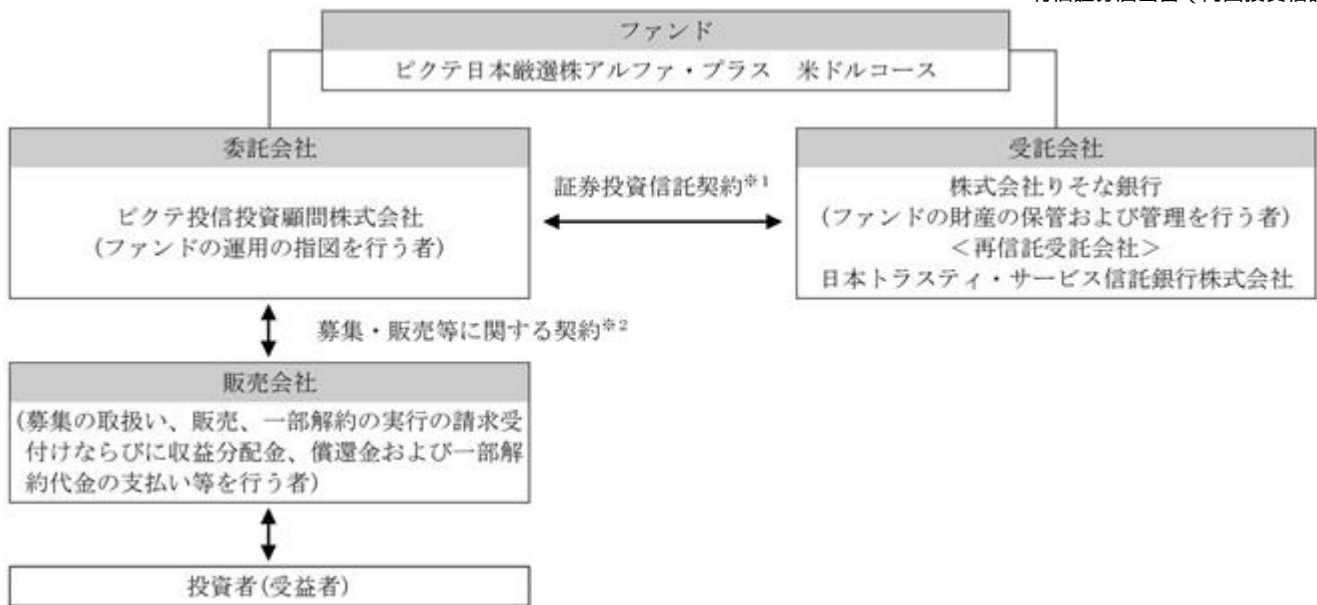 ファンド
ピクテ日本厳選株アルファ・プラス　米ドルコース
委託会社
ピクテ投信投資顧問株式会社
(ファンドの運用の指図を行う者)
証券投資信託契約※1
受託会社
株式会社りそな銀行
(ファンドの財産の保管および管理を行う者)
＜再信託受託会社＞
日本トラスティ・サービス信託銀行株式会社
募集・販売等に関する契約※2
販売会社
(募集の取扱い、販売、一部解約の実行の請求受
付けならびに収益分配金、償還金および一部解
約代金の支払い等を行う者)
投資者(受益者)